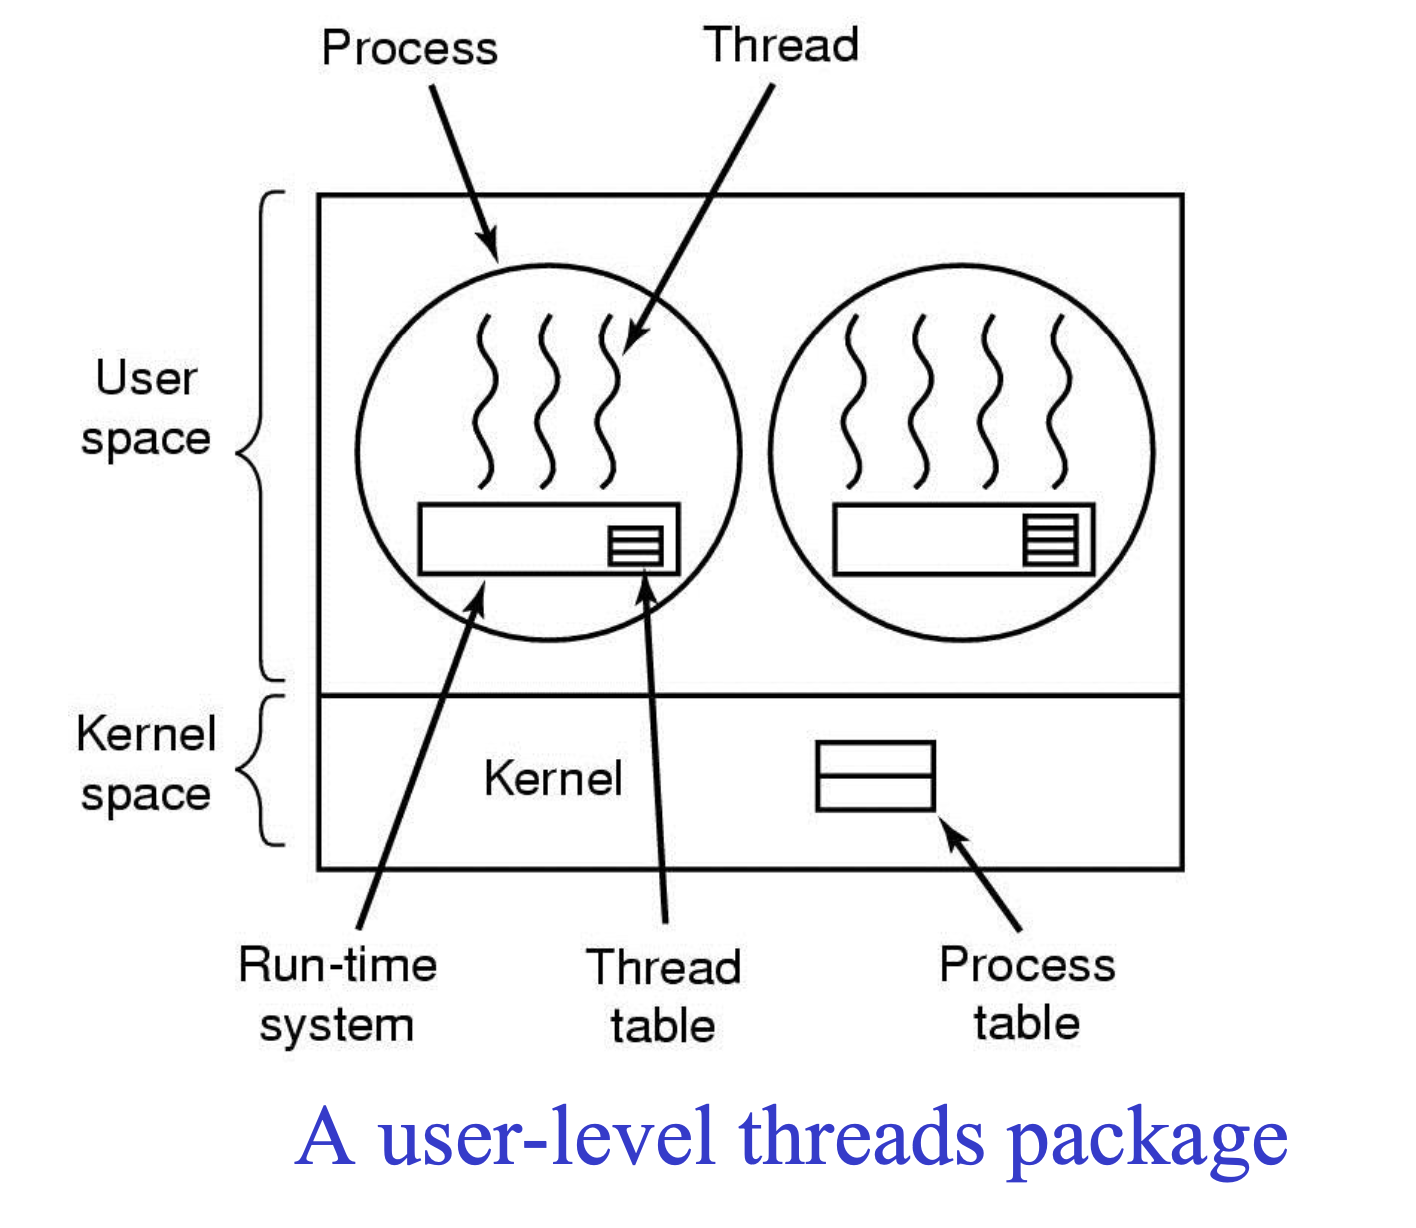 Process
Thread
User
space
Kernel
space
Kernel
Run-time
system
Thread
table
Process
table
A user-level threads package